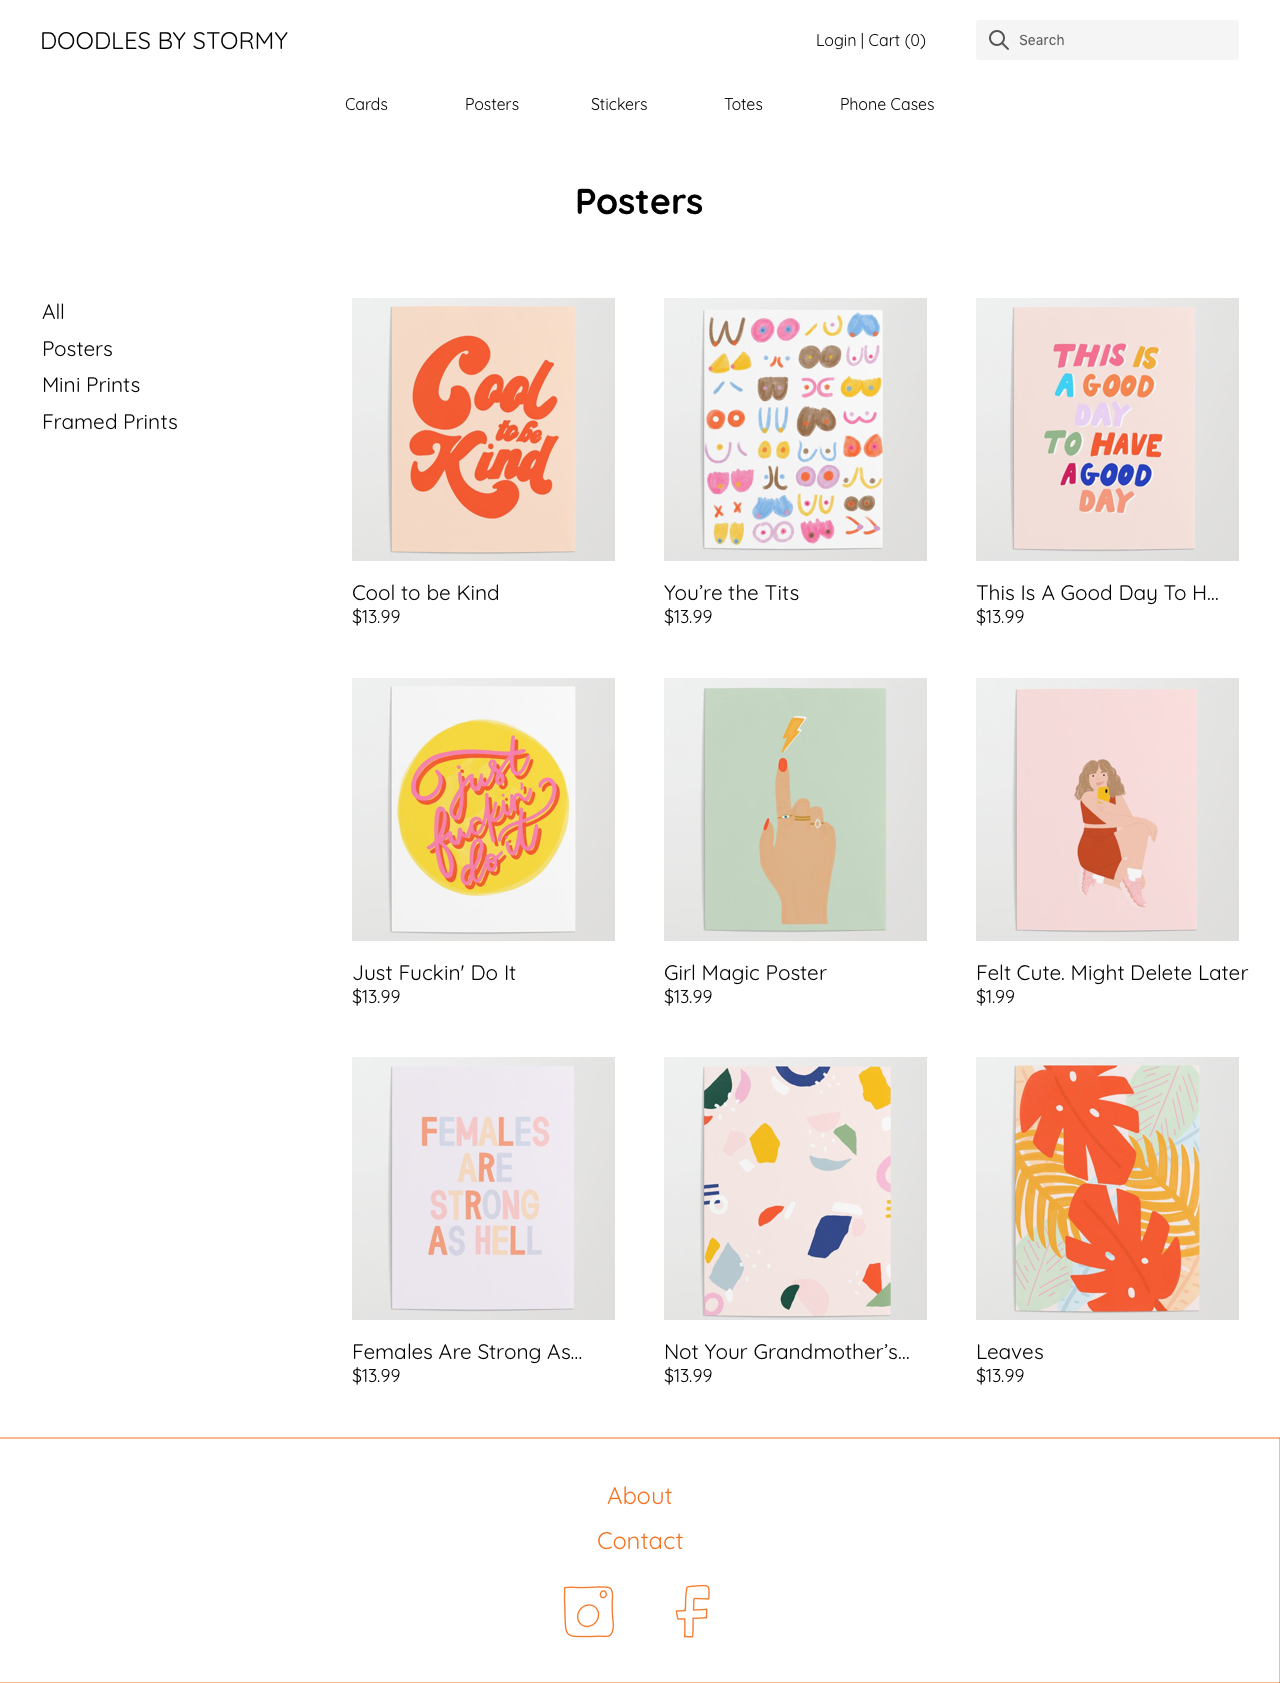 DOODLES BY STORMY
Login | Cart (0)
Search
Cards
Posters
Stickers
Totes
Phone Cases
Posters
All
Posters
Mini Prints
Framed Prints
Cool
to be
Kind
THIS IS
A GOOD
DAY
TO HAVE
A GOOD
DAY
Cool to be Kind
$13.99
You’re the Tits
$13.99
This Is A Good Day To H...
$13.99
just
fuckin'
do it
Just Fuckin' Do It
$13.99
Girl Magic Poster
$13.99
Felt Cute. Might Delete Later
$1.99
FEMALES
ARE
STRONG
AS HELL
Females Are Strong As...
$13.99
Not Your Grandmother’s...
$13.99
Leaves
$13.99
About
Contact